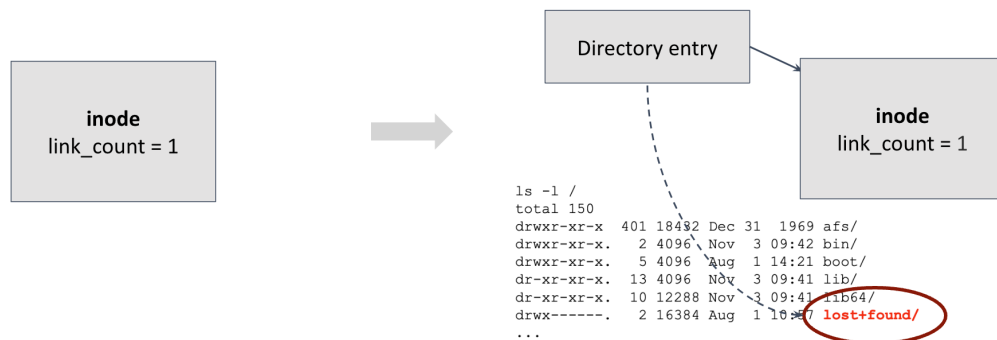 inode
link_count = 1
Directory entry
inode
link_count = 1
ls -l /
total 150
drwxr-xr-x 401 18432 Dec 31 1969 afs/
drwxr-xr-x. 2 4096 Nov 3 09:42 bin/
drwxr-xr-x. 5 4096 Aug 1 14:21 boot/
dr-xr-xr-x. 13 4096 Nov 3 09:41 lib/
dr-xr-xr-x. 10 12288 Nov 3 09:41 lib64/
drwx------. 2 16384 Aug 1 10:57 lost+found/
...